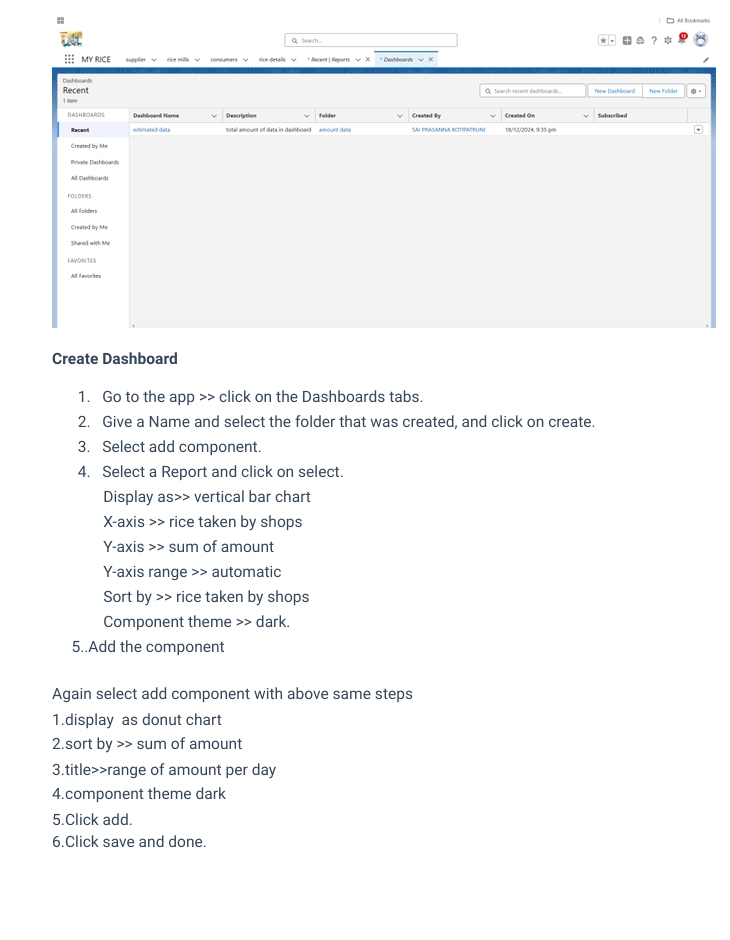 All Bookmarks
Search...
MY RICE
supplier
rice mills
consumers
rice details
* Recent | Reports
* Dashboards
Dashboards
Recent
1 item
Search recent dashboards...
New Dashboard
New Folder
DASHBOARDS
Dashboard Name
Description
Folder
Created By
Created On
Subscribed
Recent
estimated data
total amount of data in dashboard
amount data
SAI PRASANNA KOTIPATRUNI
18/12/2024, 9:35 pm
Created by Me
Private Dashboards
All Dashboards
FOLDERS
All Folders
Created by Me
Shared with Me
FAVORITES
All Favorites
Create Dashboard
1. Go to the app >> click on the Dashboards tabs.
2. Give a Name and select the folder that was created, and click on create.
3. Select add component.
4. Select a Report and click on select.
Display as>> vertical bar chart
X-axis >> rice taken by shops
Y-axis >> sum of amount
Y-axis range >> automatic
Sort by >> rice taken by shops
Component theme >> dark.
5..Add the component
Again select add component with above same steps
1.display  as donut chart
2.sort by >> sum of amount
3.title>>range of amount per day
4.component theme dark
5.Click add.
6.Click save and done.